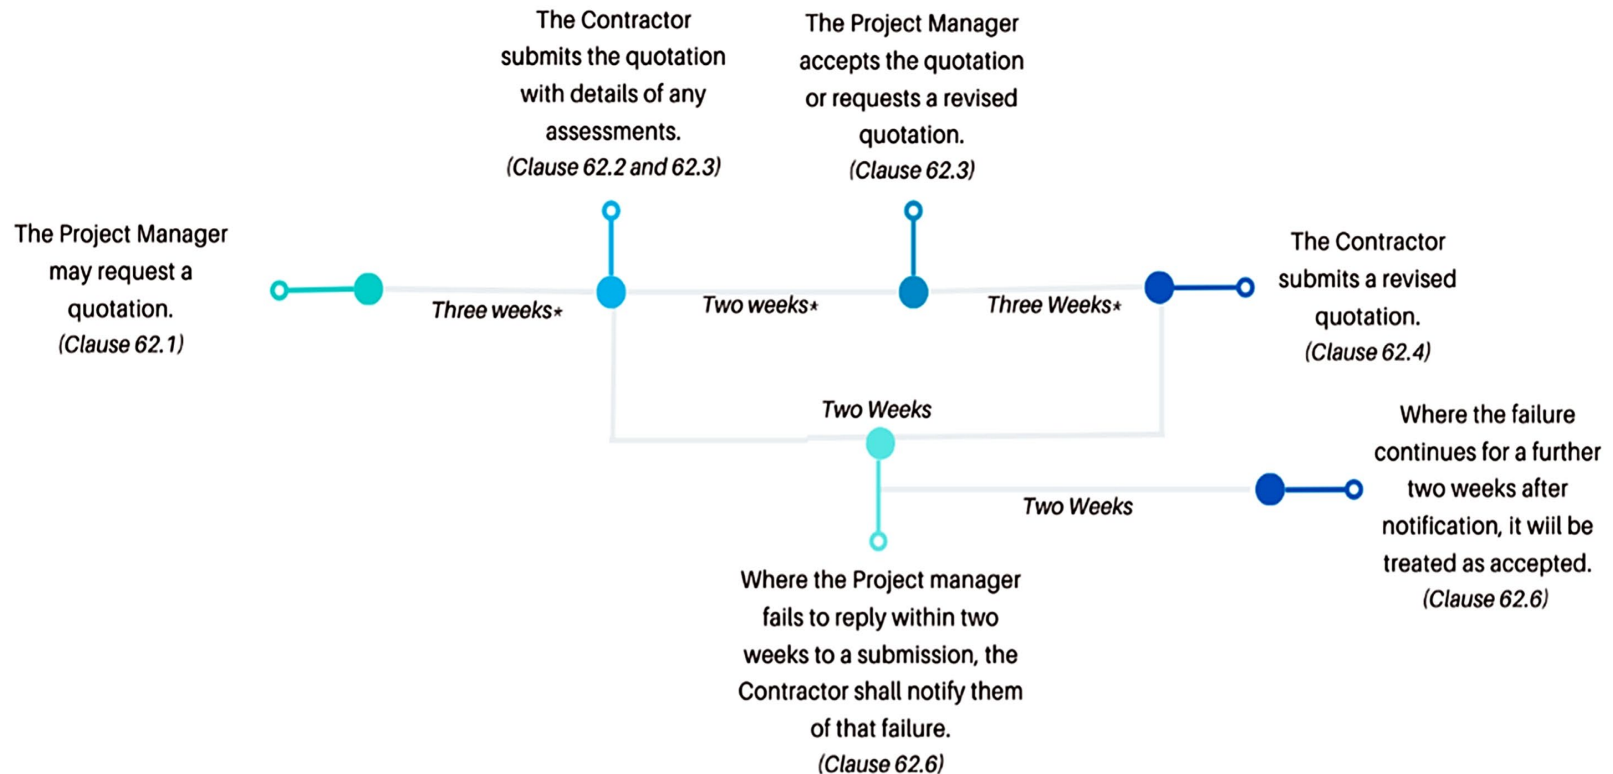 The Project Manager
may request a
quotation.
(Clause 62.1)
The Contractor
submits the quotation
with details of any
assessments.
(Clause 62.2 and 62.3)
The Project Manager
accepts the quotation
or requests a revised
quotation.
(Clause 62.3)
The Contractor
submits a revised
quotation.
(Clause 62.4)
Three weeks*
Two weeks*
Three Weeks*
Two Weeks
Two Weeks
Where the Project manager
fails to reply within two
weeks to a submission, the
Contractor shall notify them
of that failure.
(Clause 62.6)
Where the failure
continues for a further
two weeks after
notification, it wiil be
treated as accepted.
(Clause 62.6)